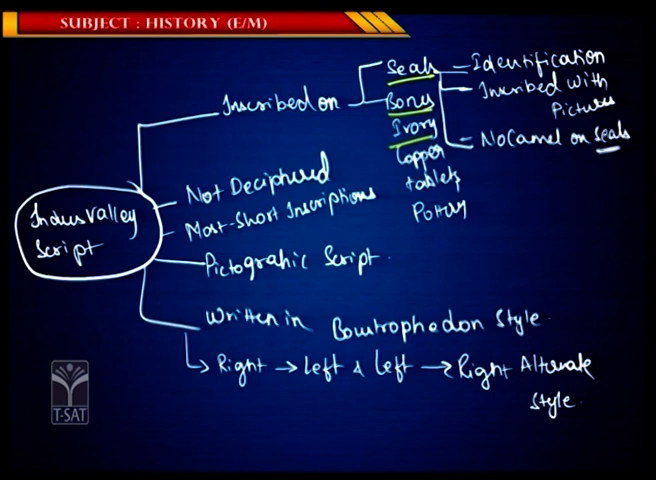 SUBJECT : HISTORY (E/M)
Inscribed on
Seals
Bones
Ivory
Copper
tablets
Pottery
Identification
Inscribed with
Pictures
No Camel on Seals
Indus Valley
Script
Not Deciphered
Most-Short Inscriptions
Pictographic Script.
Written in Boustrophedon Style.
Right → Left & Left → Right Alternate
Style.
T-SAT